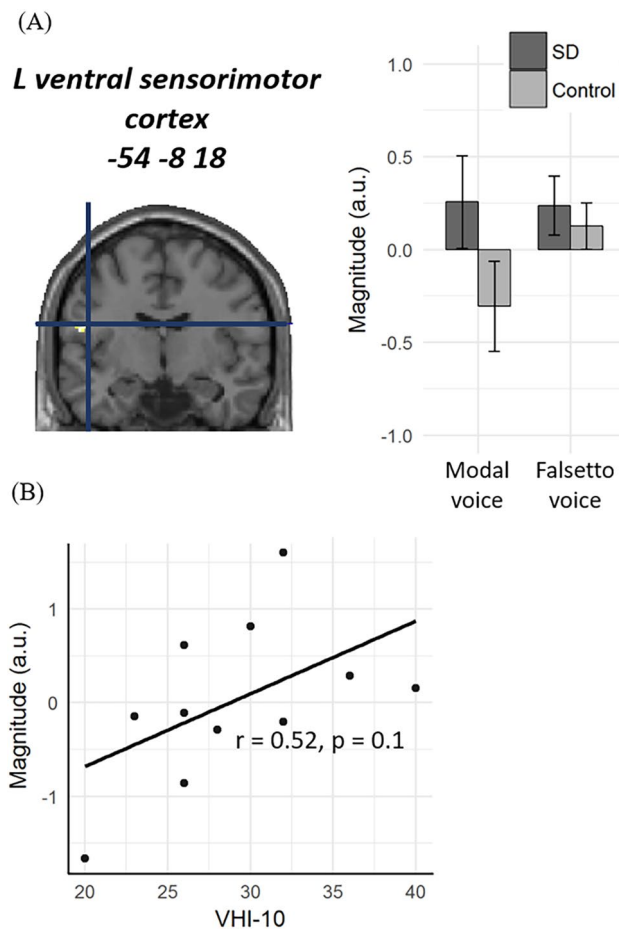 (A)
L ventral sensorimotor
cortex
-54 -8 18
SD
Control
Magnitude (a.u.)
1.0
0.5
0.0
-0.5
-1.0
Modal
voice
Falsetto
voice
(B)
Magnitude (a.u.)
1
0
-1
r = 0.52, p = 0.1
20
25
30
35
40
VHI-10